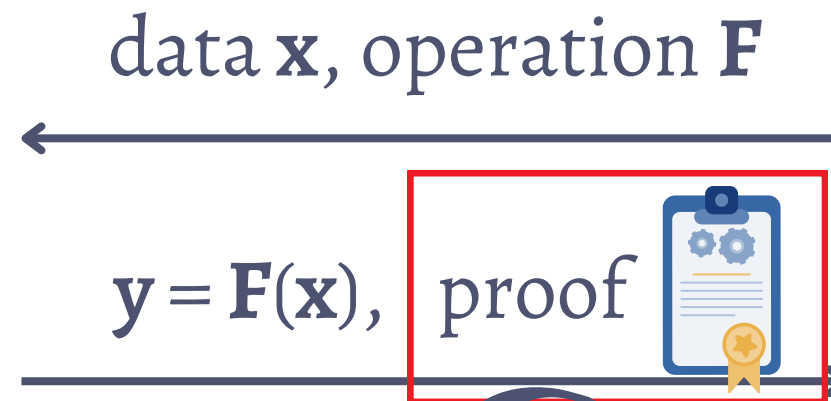 data x, operation F
y = F(x), proof